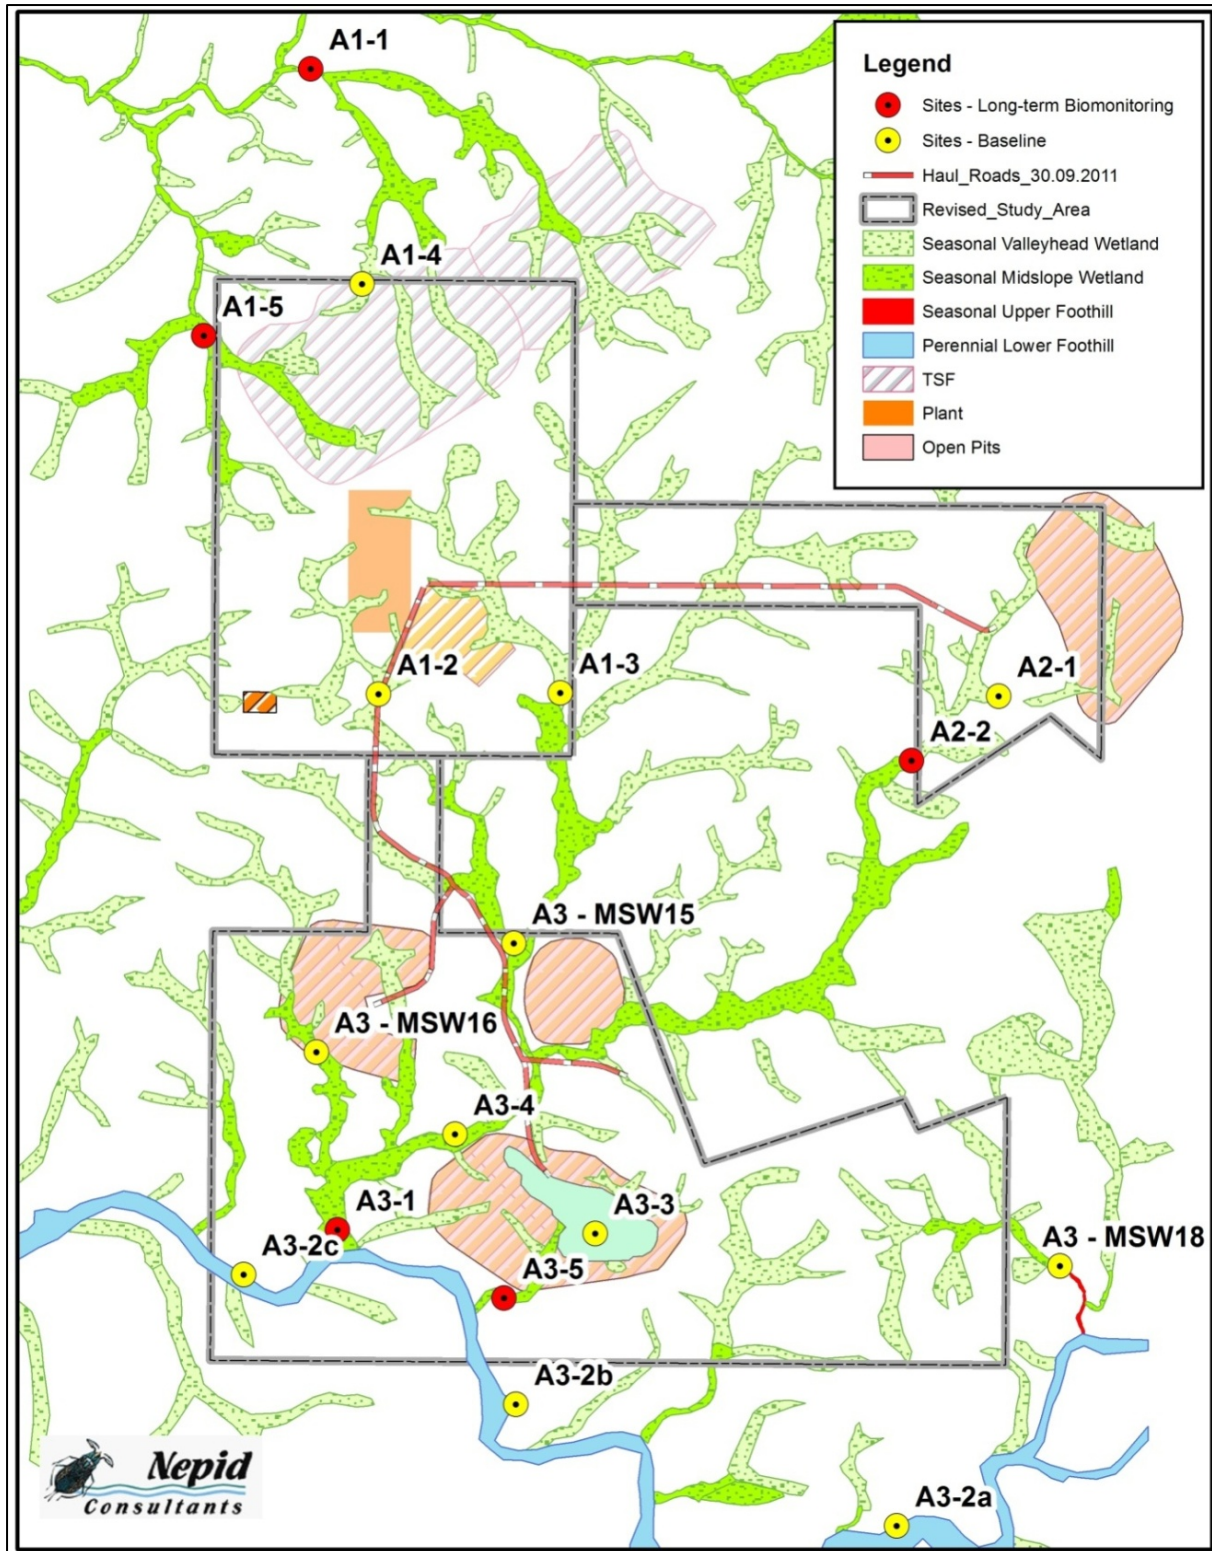 A1-1
Legend
Sites - Long-term Biomonitoring
Sites - Baseline
Haul_Roads_30.09.2011
Revised_Study_Area
Seasonal Valleyhead Wetland
Seasonal Midslope Wetland
Seasonal Upper Foothill
Perennial Lower Foothill
TSF
Plant
Open Pits
A1-4
A1-5
A1-2
A1-3
A2-1
A2-2
A3 - MSW15
A3 - MSW16
A3-4
A3-1
A3-3
A3-2c
A3 - MSW18
A3-5
A3-2b
Nepid
Consultants
A3-2a